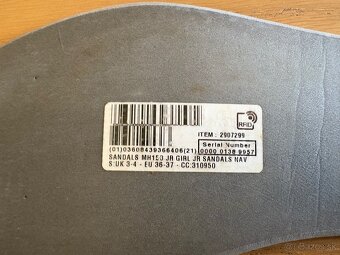 RFID
ITEM : 2907299
Serial Number
(01)03608439366406(21) 0000 0138 9957
SANDALS MH150 JR GIRL JR SANDALS NAV
S:UK 3-4 - EU 36-37 - CC:310950